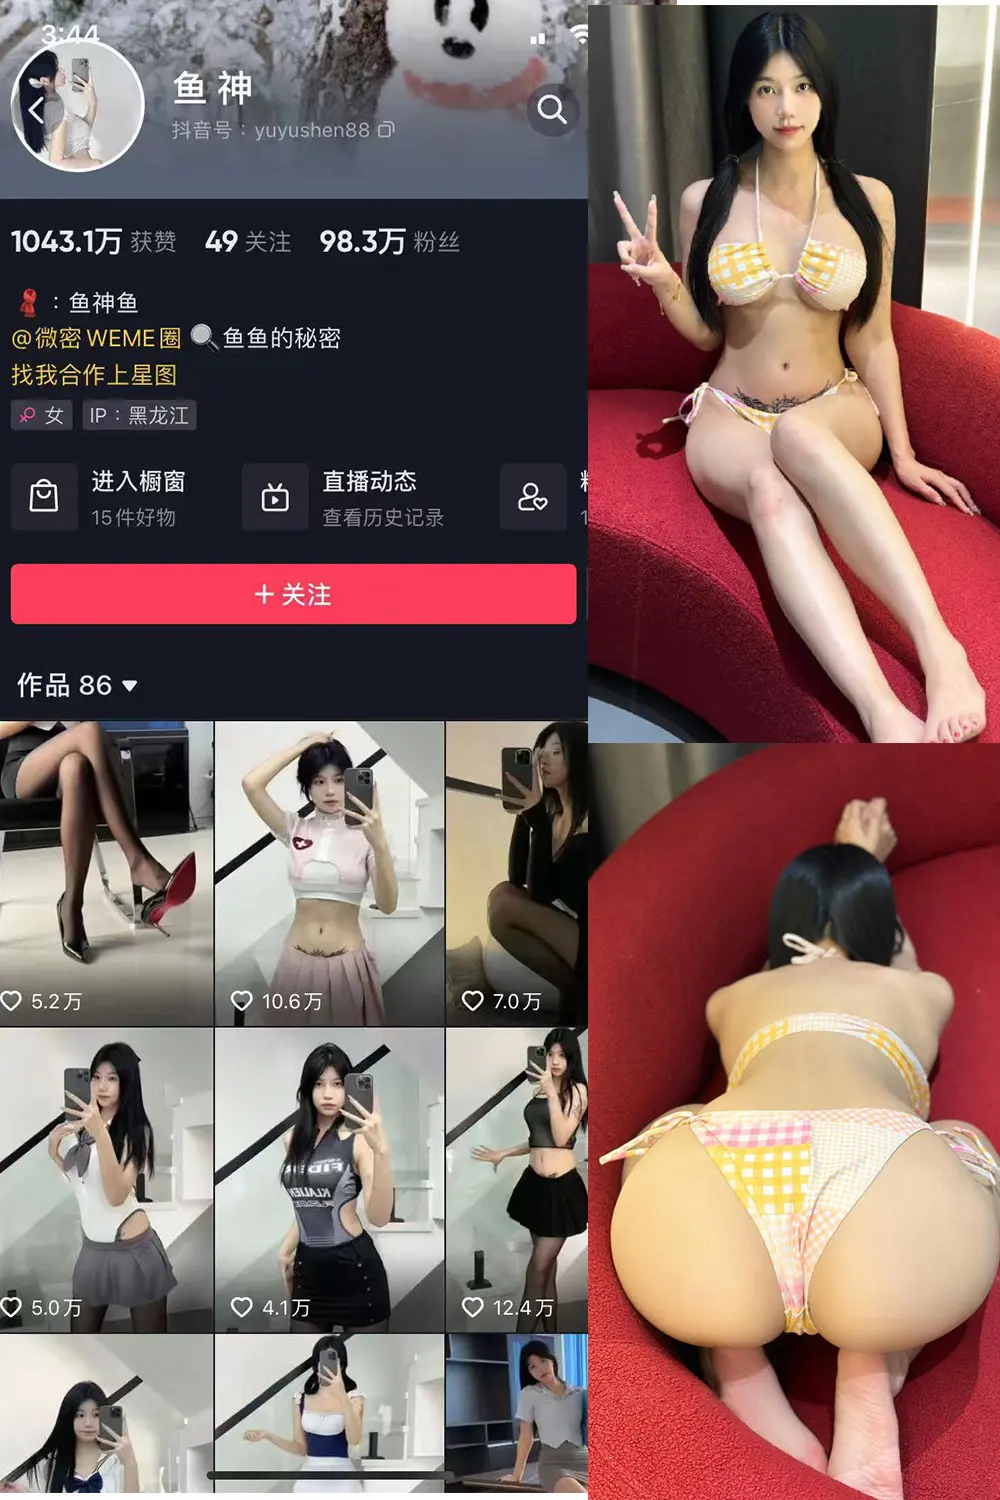 3:44
鱼 神
抖音号：yuyushen88
1043.1万 获赞 49 关注 98.3万 粉丝
：鱼神鱼
@微密WEME圈 鱼鱼的秘密
找我合作上星图
女 IP：黑龙江
进入橱窗 直播动态
15件好物 查看历史记录
+ 关注
作品 86
5.2万 10.6万 7.0万
5.0万 4.1万 12.4万